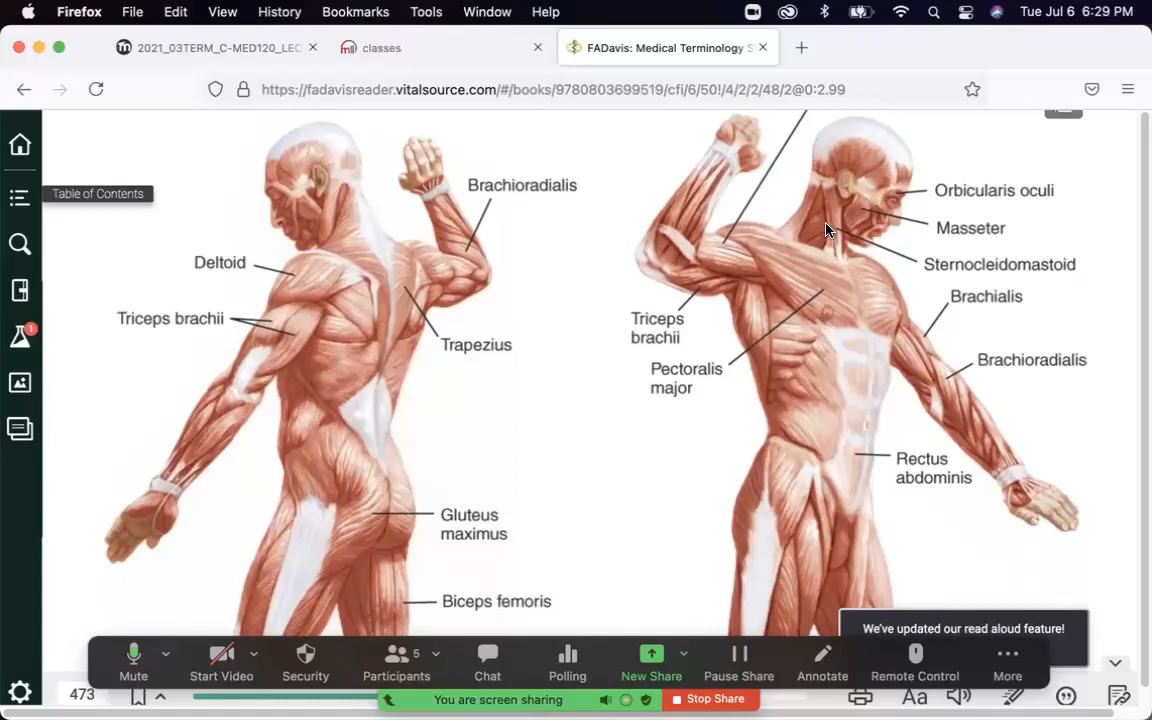 Firefox File Edit View History Bookmarks Tools Window Help Tue Jul 6 6:29 PM
2021_03TERM_C-MED120_LEC classes FADavis: Medical Terminology S
https://fadavisreader.vitalsource.com/#/books/9780803699519/cfi/6/50!/4/2/2/48/2@0:2.99
Table of Contents
1
Brachioradialis
Deltoid
Triceps brachii
Trapezius
Gluteus
maximus
Biceps femoris
Orbicularis oculi
Masseter
Sternocleidomastoid
Brachialis
Triceps
brachii
Brachioradialis
Pectoralis
major
Rectus
abdominis
We've updated our read aloud feature!
5
Mute Start Video Security Participants Chat Polling New Share Pause Share Annotate Remote Control More
473 You are screen sharing Stop Share Aa